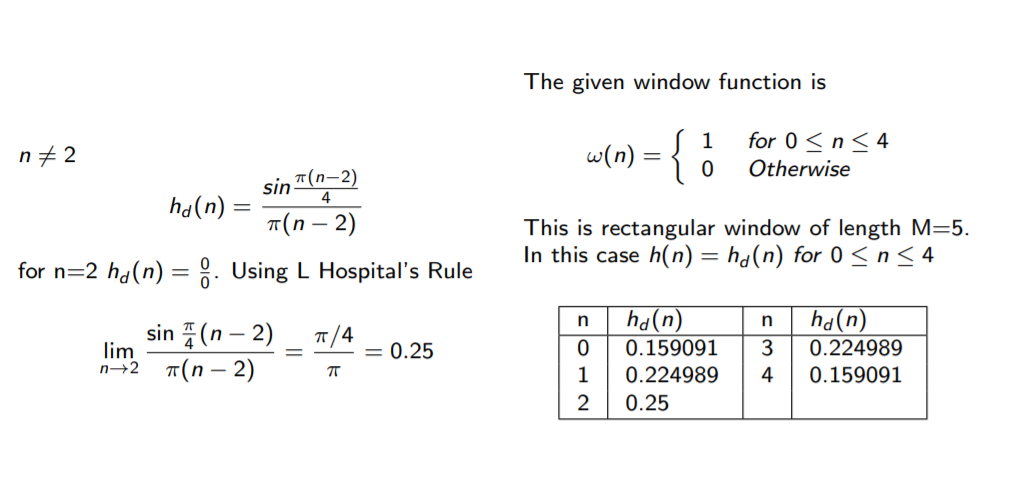 n ≠ 2
h_d(n) = sin π(n−2)/4 / π(n − 2)
for n=2 h_d(n) = 0/0. Using L Hospital's Rule
lim n→2 sin π/4 (n − 2) / π(n − 2) = π/4 / π = 0.25
The given window function is
ω(n) = { 1 for 0 ≤ n ≤ 4
0 Otherwise
This is rectangular window of length M=5.
In this case h(n) = h_d(n) for 0 ≤ n ≤ 4
n h_d(n) n h_d(n)
0 0.159091 3 0.224989
1 0.224989 4 0.159091
2 0.25